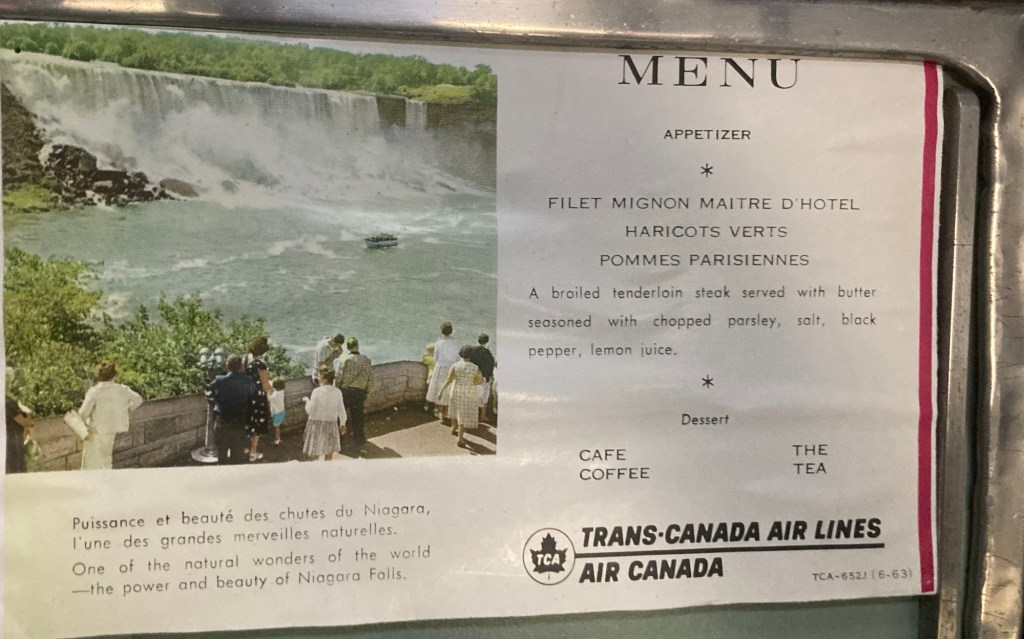 MENU
APPETIZER
*
FILET MIGNON MAITRE D'HOTEL
HARICOTS VERTS
POMMES PARISIENNES
A broiled tenderloin steak served with butter
seasoned with chopped parsley, salt, black
pepper, lemon juice.
*
Dessert
CAFE THE
COFFEE TEA
Puissance et beauté des chutes du Niagara,
l'une des grandes merveilles naturelles.
One of the natural wonders of the world
—the power and beauty of Niagara Falls.
TCA
TRANS-CANADA AIR LINES
AIR CANADA
TCA-652J (6-63)